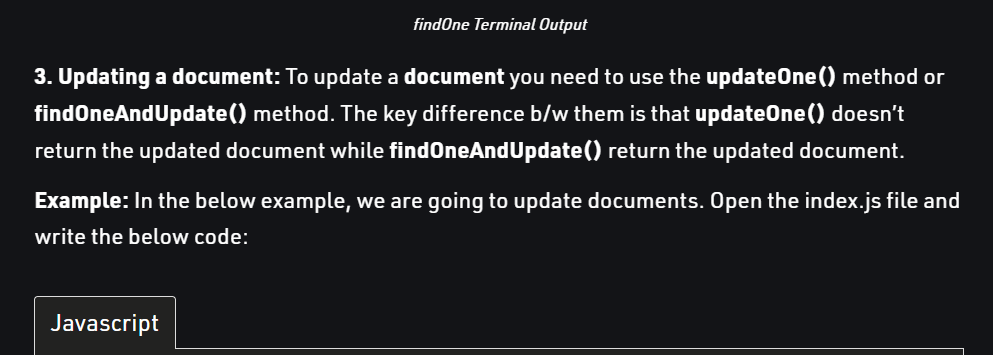 findOne Terminal Output
3. Updating a document: To update a document you need to use the updateOne() method or
findOneAndUpdate() method. The key difference b/w them is that updateOne() doesn’t
return the updated document while findOneAndUpdate() return the updated document.
Example: In the below example, we are going to update documents. Open the index.js file and
write the below code:
Javascript